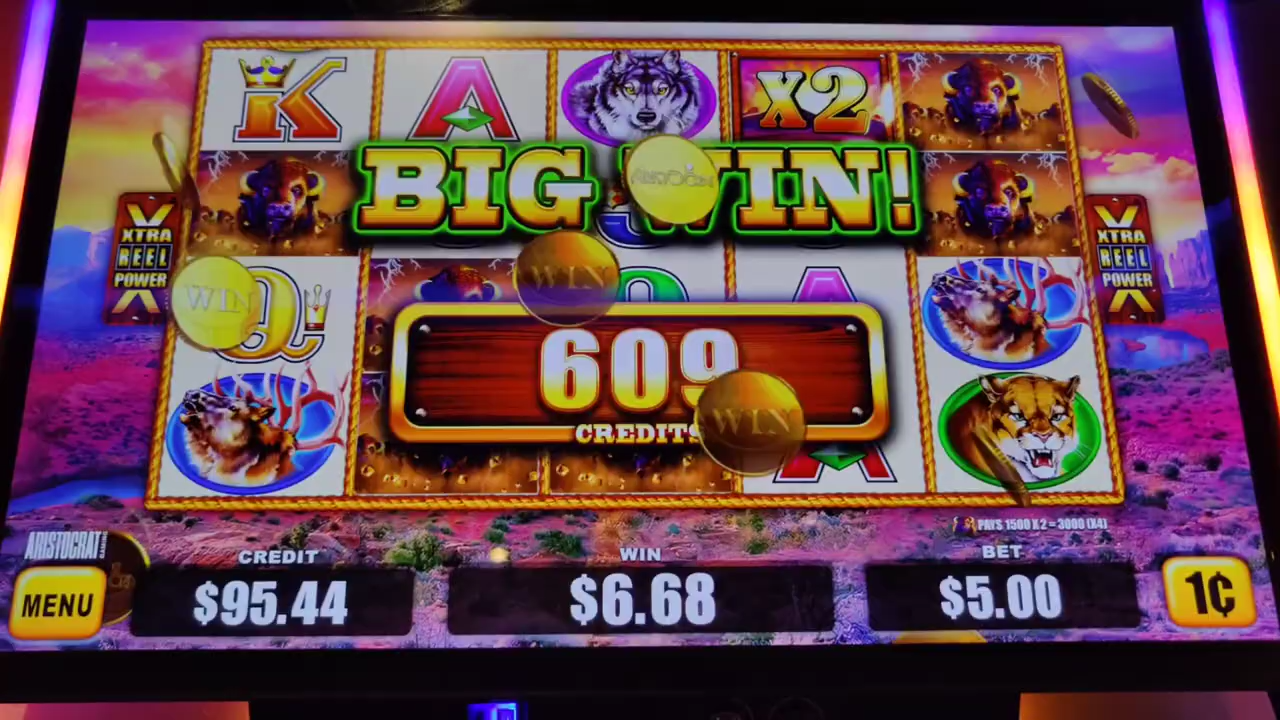 K
A
X2
BIG WIN!
XTRA
REEL
POWER
XTRA
REEL
POWER
WIN
WIN
Q
A
609
CREDITS
WIN
A
PAYS 1500 X 2 = 3000 (X4)
ARISTOCRAT
GAMING
CREDIT
WIN
BET
MENU
$95.44
$6.68
$5.00
1¢